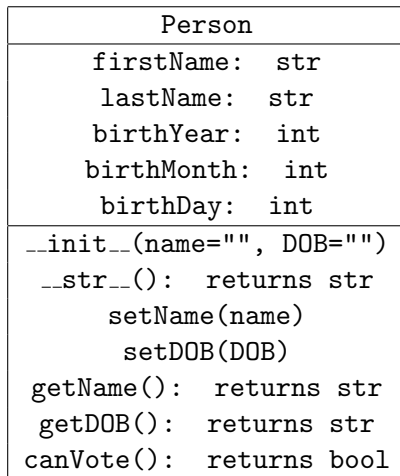 Person
firstName: str
lastName: str
birthYear: int
birthMonth: int
birthDay: int
__init__(name="", DOB="")
__str__(): returns str
setName(name)
setDOB(DOB)
getName(): returns str
getDOB(): returns str
canVote(): returns bool